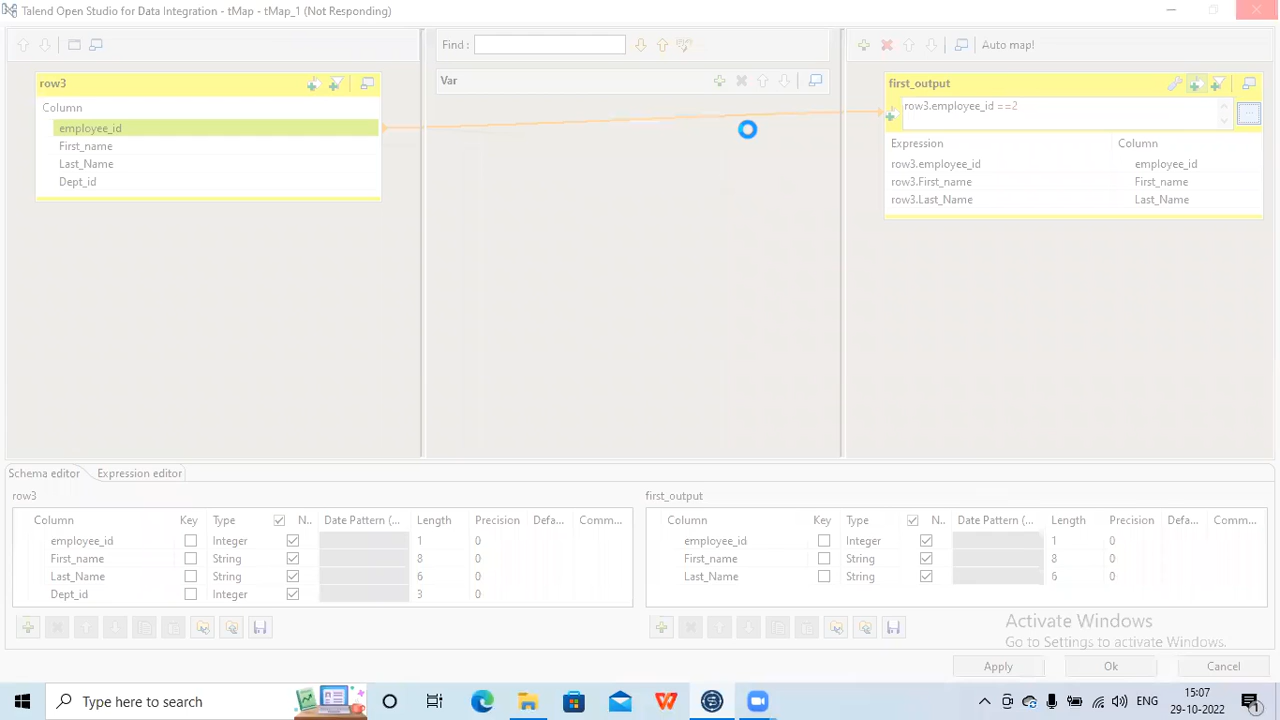 Talend Open Studio for Data Integration - tMap - tMap_1 (Not Responding)
Find :
Auto map!
row3
Column
employee_id
First_name
Last_Name
Dept_id
Var
first_output
row3.employee_id ==2
...
Expression Column
row3.employee_id employee_id
row3.First_name First_name
row3.Last_Name Last_Name
Schema editor Expression editor
row3
Column Key Type N.. Date Pattern (... Length Precision Defa... Comm...
employee_id Integer 1 0
First_name String 8 0
Last_Name String 6 0
Dept_id Integer 3 0
first_output
Column Key Type N.. Date Pattern (... Length Precision Defa... Comm...
employee_id Integer 1 0
First_name String 8 0
Last_Name String 6 0
Activate Windows
Go to Settings to activate Windows.
Apply Ok Cancel
Type here to search
ENG
15:07
29-10-2022
1